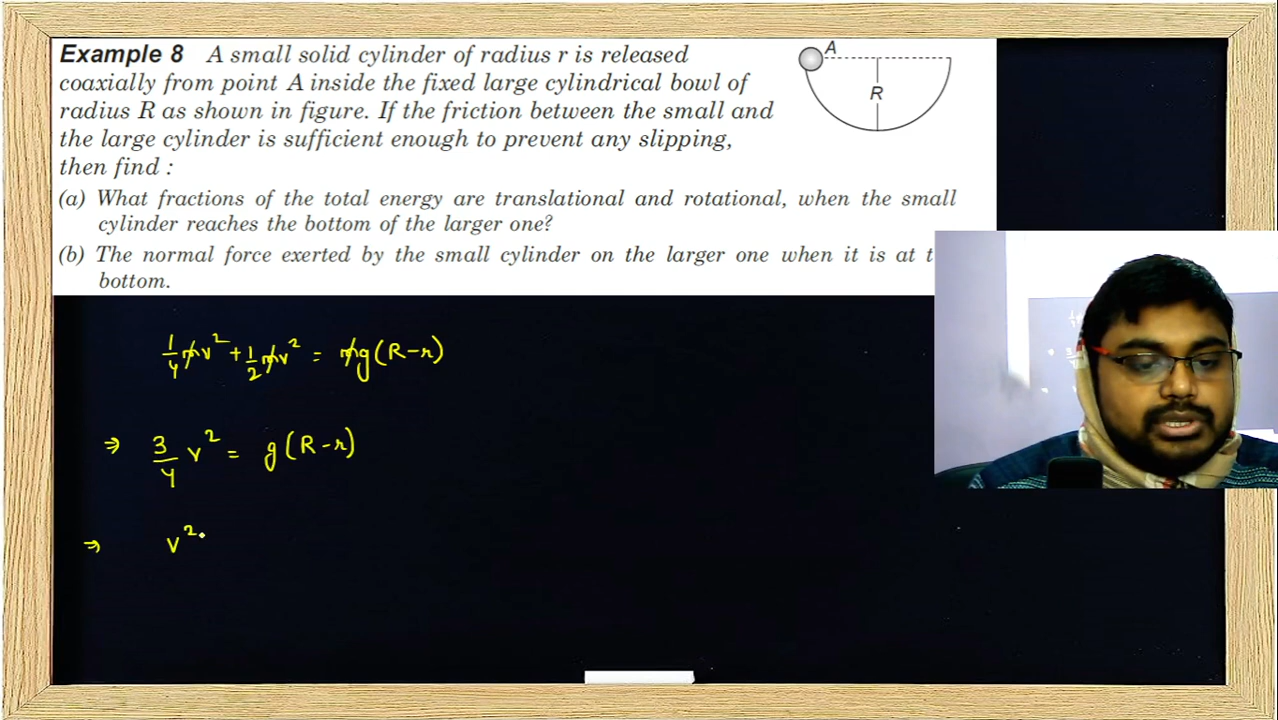 Example 8 A small solid cylinder of radius r is released
coaxially from point A inside the fixed large cylindrical bowl of
radius R as shown in figure. If the friction between the small and
the large cylinder is sufficient enough to prevent any slipping,
then find :
(a) What fractions of the total energy are translational and rotational, when the small
cylinder reaches the bottom of the larger one?
(b) The normal force exerted by the small cylinder on the larger one when it is at
bottom.
A
R
1/4 mv² + 1/2 mv² = mg(R-r)
⇒ 3/4 v² = g(R-r)
⇒ v²